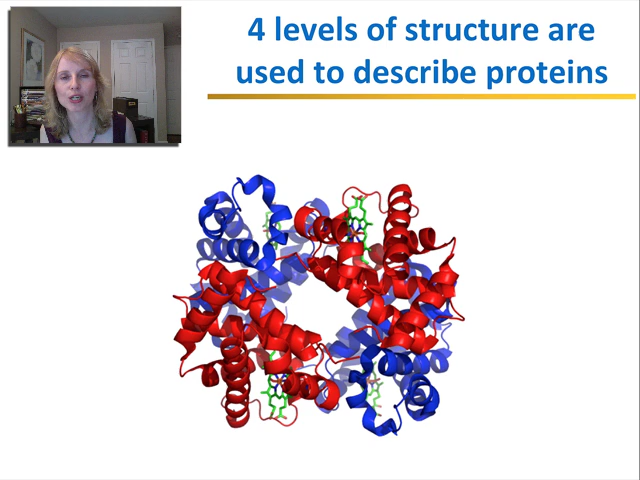 4 levels of structure are
used to describe proteins